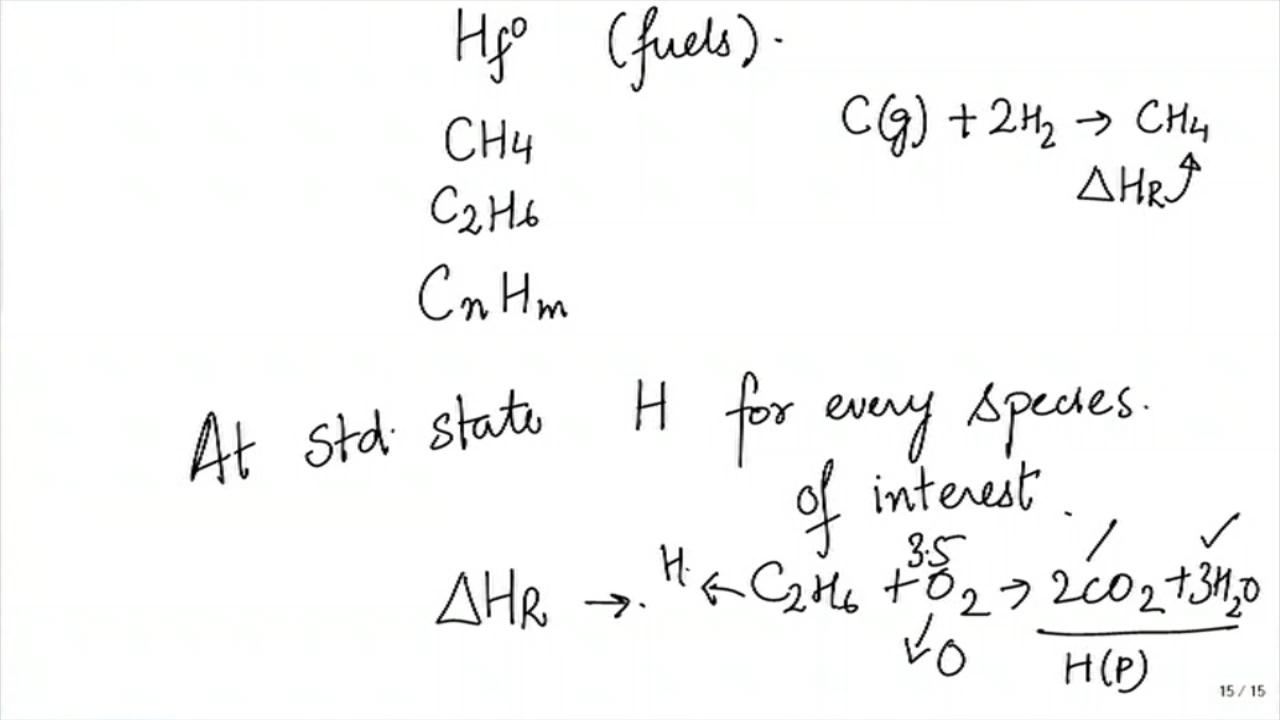 Hf° (fuels).
C(g) + 2H₂ → CH₄
CH₄
ΔHR
C₂H₆
CnHm
At std. state H for every species.
of interest.
3.5
ΔHR → H. ← C₂H₆ + O₂ → 2CO₂ + 3H₂O
0
H(P)
15 / 15